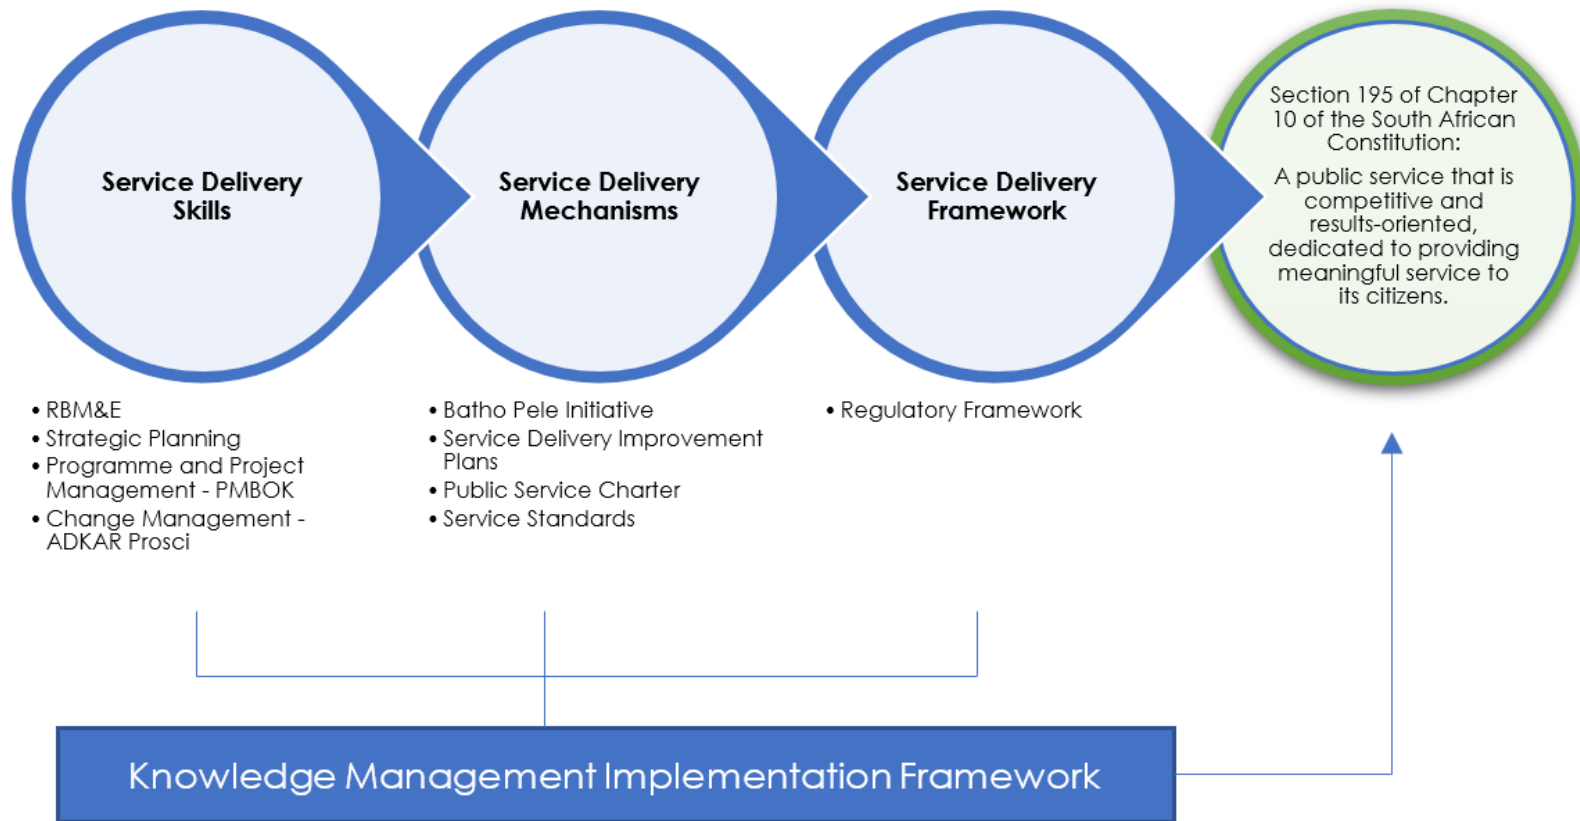 Service Delivery
Skills
Service Delivery
Mechanisms
Service Delivery
Framework
Section 195 of Chapter
10 of the South African
Constitution:
A public service that is
competitive and
results-oriented,
dedicated to providing
meaningful service to
its citizens.
• RBM&E
• Strategic Planning
• Programme and Project
Management - PMBOK
• Change Management -
ADKAR Prosci
• Batho Pele Initiative
• Service Delivery Improvement
Plans
• Public Service Charter
• Service Standards
• Regulatory Framework
Knowledge Management Implementation Framework